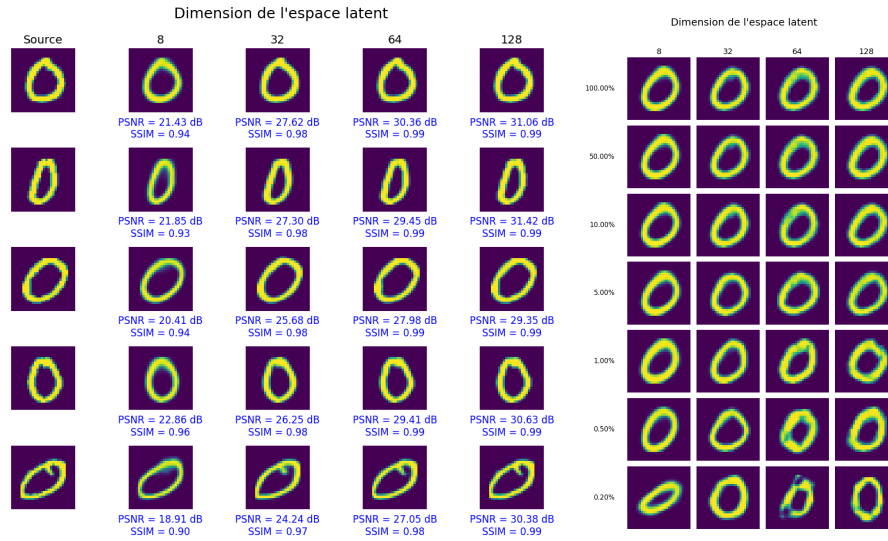 Dimension de l'espace latent
Source 8 32 64 128
PSNR = 21.43 dB PSNR = 27.62 dB PSNR = 30.36 dB PSNR = 31.06 dB
SSIM = 0.94 SSIM = 0.98 SSIM = 0.99 SSIM = 0.99
PSNR = 21.85 dB PSNR = 27.30 dB PSNR = 29.45 dB PSNR = 31.42 dB
SSIM = 0.93 SSIM = 0.98 SSIM = 0.99 SSIM = 0.99
PSNR = 20.41 dB PSNR = 25.68 dB PSNR = 27.98 dB PSNR = 29.35 dB
SSIM = 0.94 SSIM = 0.98 SSIM = 0.99 SSIM = 0.99
PSNR = 22.86 dB PSNR = 26.25 dB PSNR = 29.41 dB PSNR = 30.63 dB
SSIM = 0.96 SSIM = 0.98 SSIM = 0.99 SSIM = 0.99
PSNR = 18.91 dB PSNR = 24.24 dB PSNR = 27.05 dB PSNR = 30.38 dB
SSIM = 0.90 SSIM = 0.97 SSIM = 0.98 SSIM = 0.99
Dimension de l'espace latent
8 32 64 128
100.00%
50.00%
10.00%
5.00%
1.00%
0.50%
0.20%